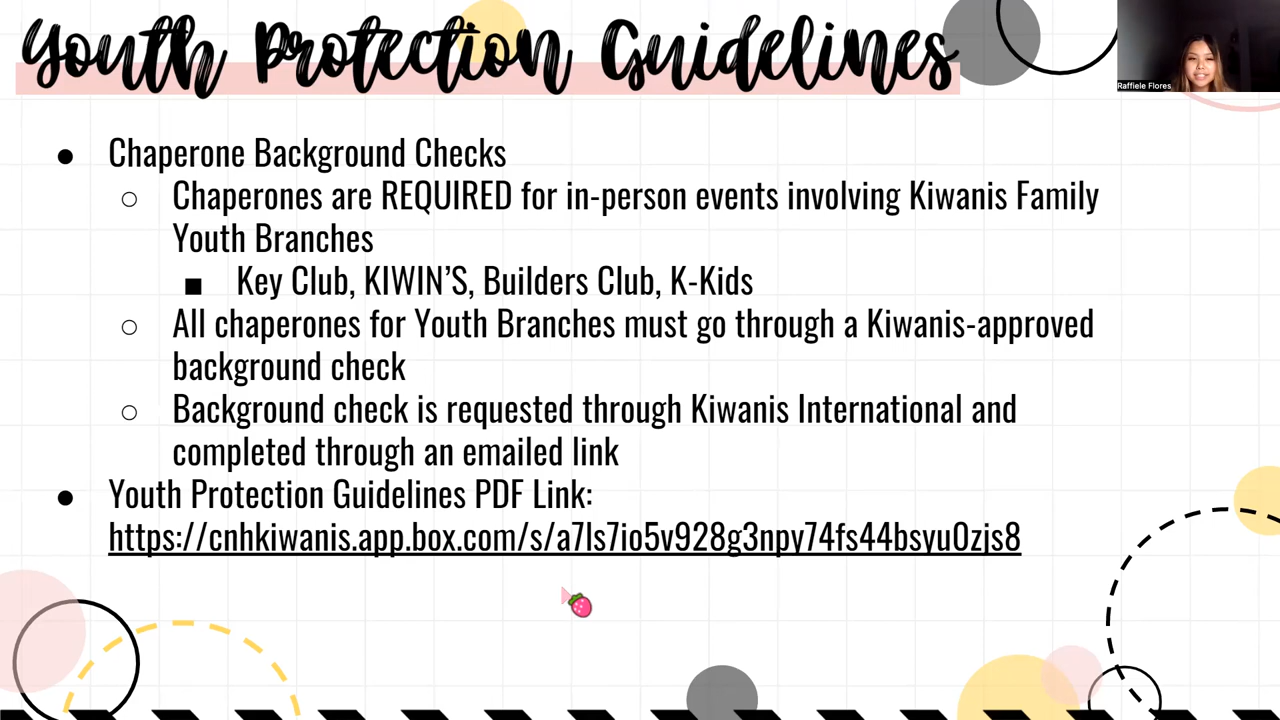 Youth Protection Guidelines
Raffiele Flores
● Chaperone Background Checks
○ Chaperones are REQUIRED for in-person events involving Kiwanis Family
Youth Branches
■ Key Club, KIWIN’S, Builders Club, K-Kids
○ All chaperones for Youth Branches must go through a Kiwanis-approved
background check
○ Background check is requested through Kiwanis International and
completed through an emailed link
● Youth Protection Guidelines PDF Link:
https://cnhkiwanis.app.box.com/s/a7ls7io5v928g3npy74fs44bsyu0zjs8